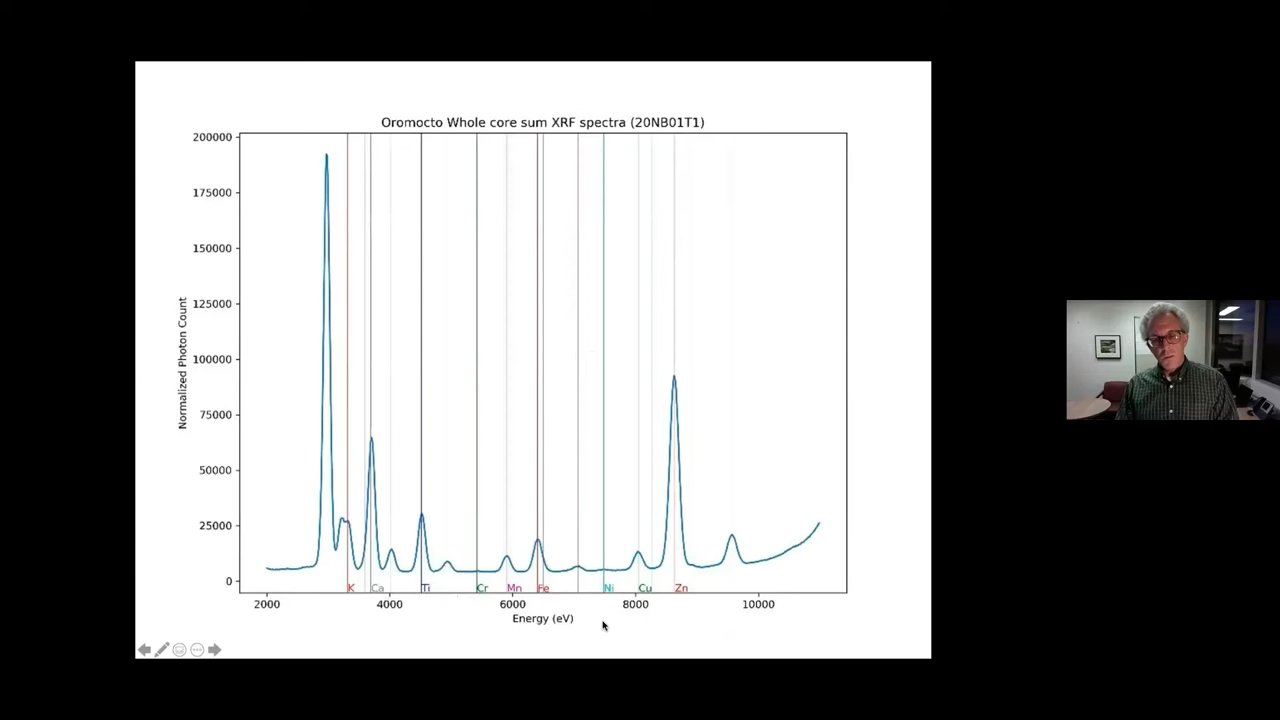 Oromocto Whole core sum XRF spectra (20NB01T1)
200000
175000
150000
125000
100000
75000
50000
25000
0
Normalized Photon Count
K Ca Ti Cr Mn Fe Ni Cu Zn
2000 4000 6000 8000 10000
Energy (eV)